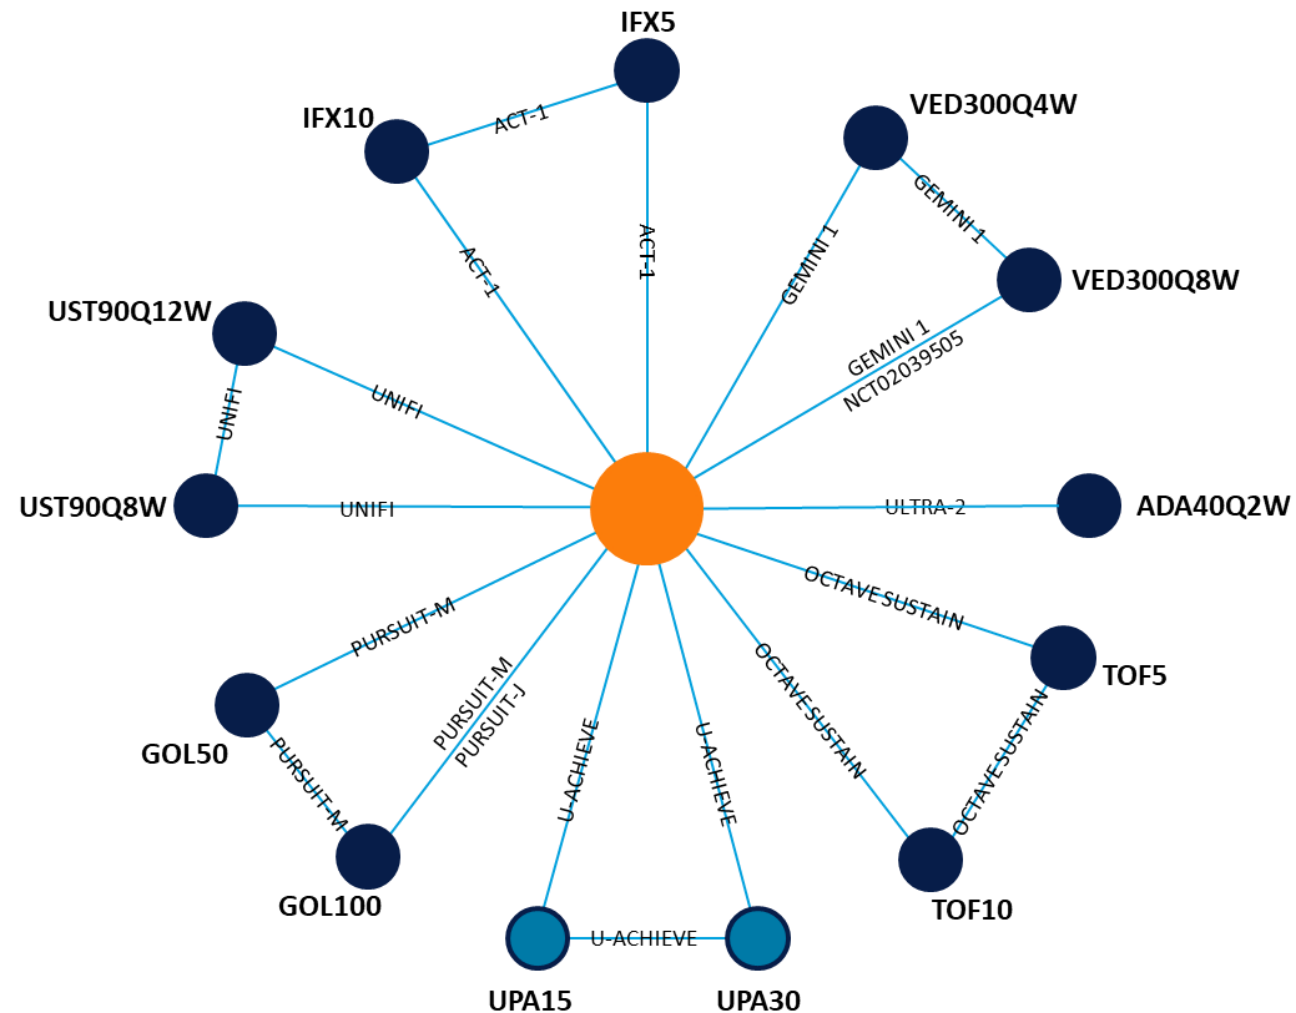 IFX5
IFX10
ACT-1
VED300Q4W
GEMINI 1
ACT-1
ACT-1
GEMINI 1
VED300Q8W
UST90Q12W
GEMINI 1
NCT02039505
UNIFI
UNIFI
UST90Q8W
UNIFI
ULTRA-2
ADA40Q2W
OCTAVE SUSTAIN
PURSUIT-M
TOF5
OCTAVE SUSTAIN
PURSUIT-M
PURSUIT-J
GOL50
U-ACHIEVE
U-ACHIEVE
OCTAVE SUSTAIN
PURSUIT-M
GOL100
TOF10
U-ACHIEVE
UPA15
UPA30